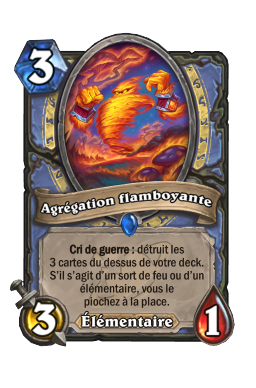 3
Agrégation flamboyante
Cri de guerre : détruit les
3 cartes du dessus de votre deck.
S'il s'agit d'un sort de feu ou d'un
élémentaire, vous le
piochez à la place.
3
Élémentaire
1